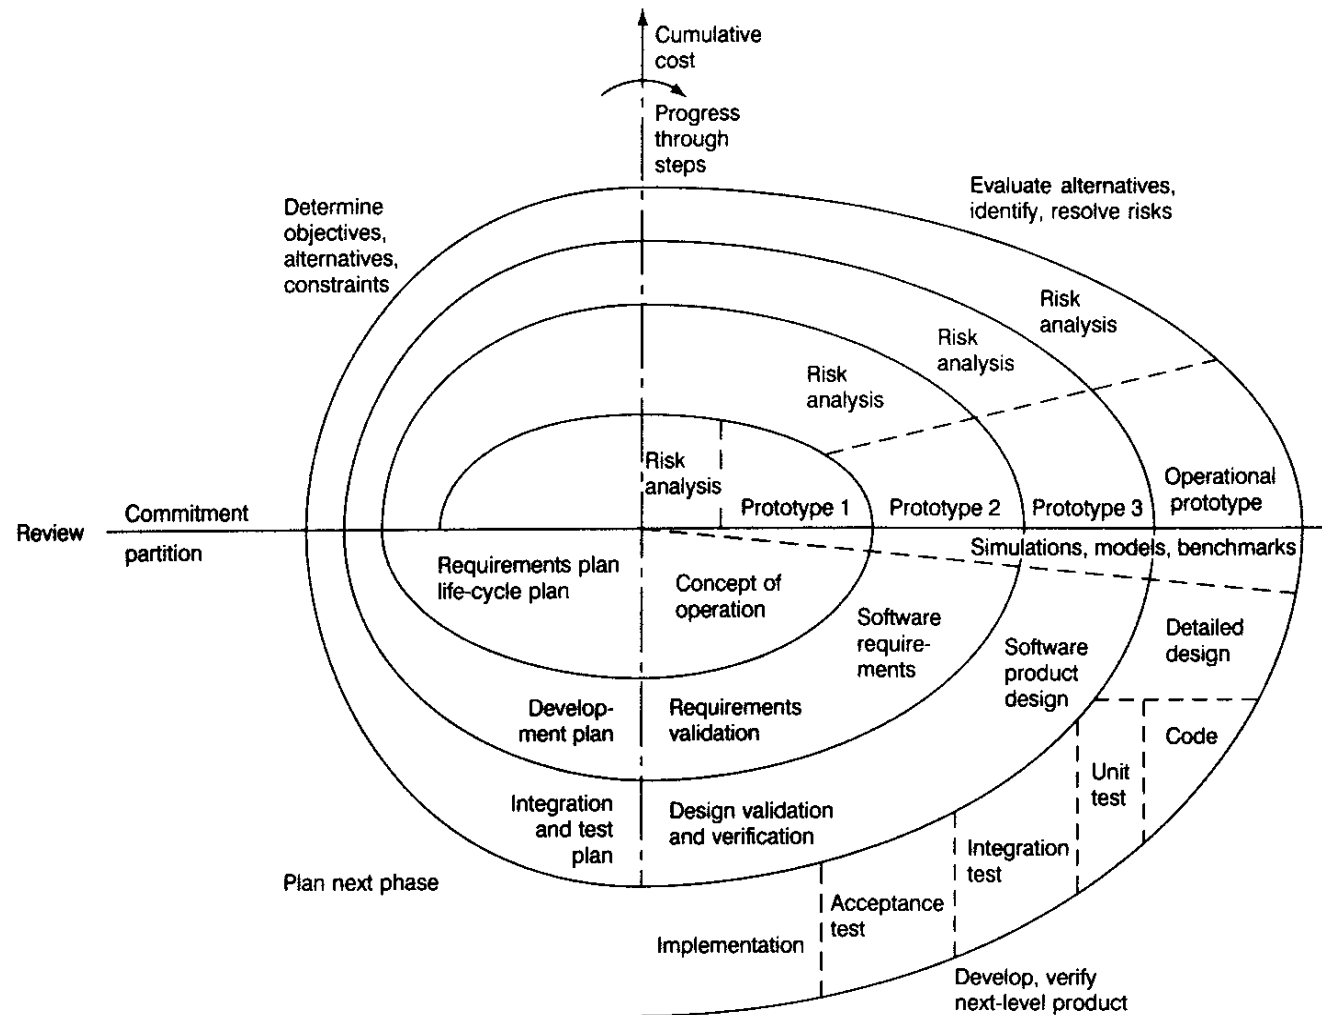 Cumulative
cost
Progress
through
steps
Evaluate alternatives,
identify, resolve risks
Determine
objectives,
alternatives,
constraints
Risk
analysis
Risk
analysis
Risk
analysis
Risk
analysis
Operational
prototype
Prototype 1
Prototype 2
Prototype 3
Review
Commitment
partition
Simulations, models, benchmarks
Requirements plan
life-cycle plan
Concept of
operation
Software
require-
ments
Software
product
design
Detailed
design
Develop-
ment plan
Requirements
validation
Code
Unit
test
Integration
and test
plan
Design validation
and verification
Integration
test
Plan next phase
Acceptance
test
Implementation
Develop, verify
next-level product